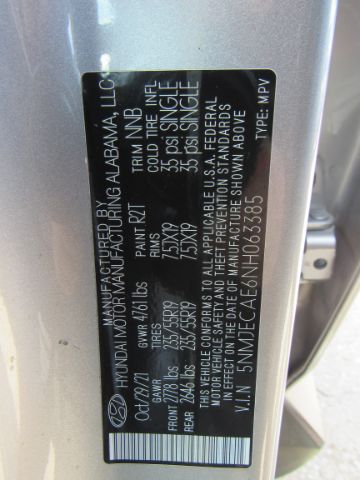 MANUFACTURED BY
HYUNDAI MOTOR MANUFACTURING ALABAMA, LLC
Oct/29/21 PAINT R2T TRIM NNB
GVWR 4761 lbs
GAWR TIRES RIMS COLD TIRE INFL
FRONT 2778 lbs 235/55R19 7.5JX19 35 psi SINGLE
REAR 2646 lbs 235/55R19 7.5JX19 35 psi SINGLE
THIS VEHICLE CONFORMS TO ALL APPLICABLE U.S.A. FEDERAL
MOTOR VEHICLE SAFETY AND THEFT PREVENTION STANDARDS
IN EFFECT ON THE DATE OF MANUFACTURE SHOWN ABOVE
V.I.N 5NMJECAE6NH063385 TYPE: MPV